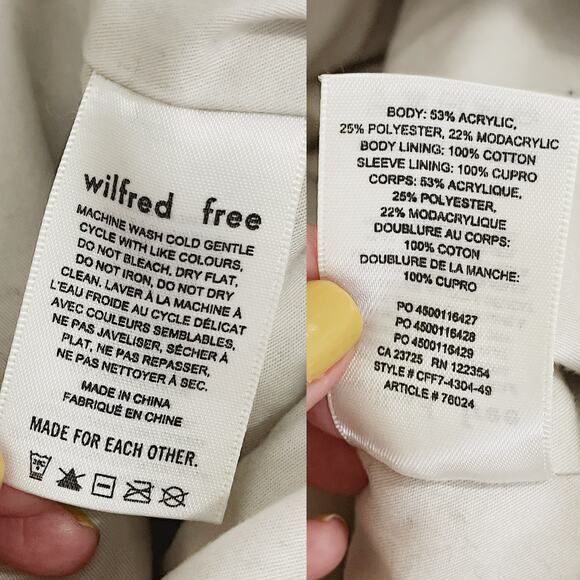 wilfred free
MACHINE WASH COLD GENTLE
CYCLE WITH LIKE COLOURS,
DO NOT BLEACH, DRY FLAT,
DO NOT IRON, DO NOT DRY
CLEAN. LAVER À LA MACHINE À
L'EAU FROIDE AU CYCLE DÉLICAT
AVEC COULEURS SEMBLABLES,
NE PAS JAVELISER, SÉCHER À
PLAT, NE PAS REPASSER,
NE PAS NETTOYER À SEC.
MADE IN CHINA
FABRIQUÉ EN CHINE
MADE FOR EACH OTHER.
30C
BODY: 53% ACRYLIC,
25% POLYESTER, 22% MODACRYLIC
BODY LINING: 100% COTTON
SLEEVE LINING: 100% CUPRO
CORPS: 53% ACRYLIQUE,
25% POLYESTER,
22% MODACRYLIQUE
DOUBLURE AU CORPS:
100% COTON
DOUBLURE DE LA MANCHE:
100% CUPRO
PO 4500116427
PO 4500116428
PO 4500116429
CA 23725 RN 122354
STYLE # CFF7-4304-49
ARTICLE # 76024